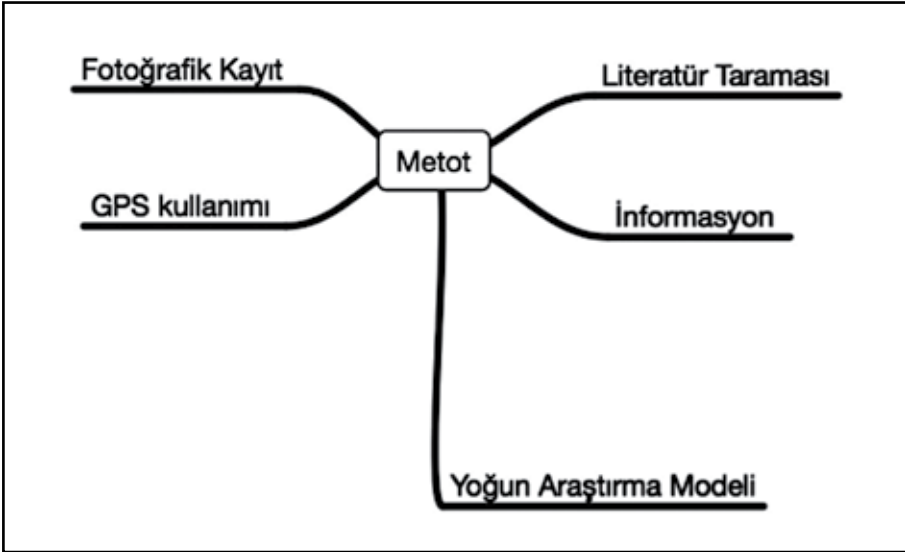 Fotoğrafik Kayıt
Literatür Taraması
Metot
GPS kullanımı
İnformasyon
Yoğun Araştırma Modeli